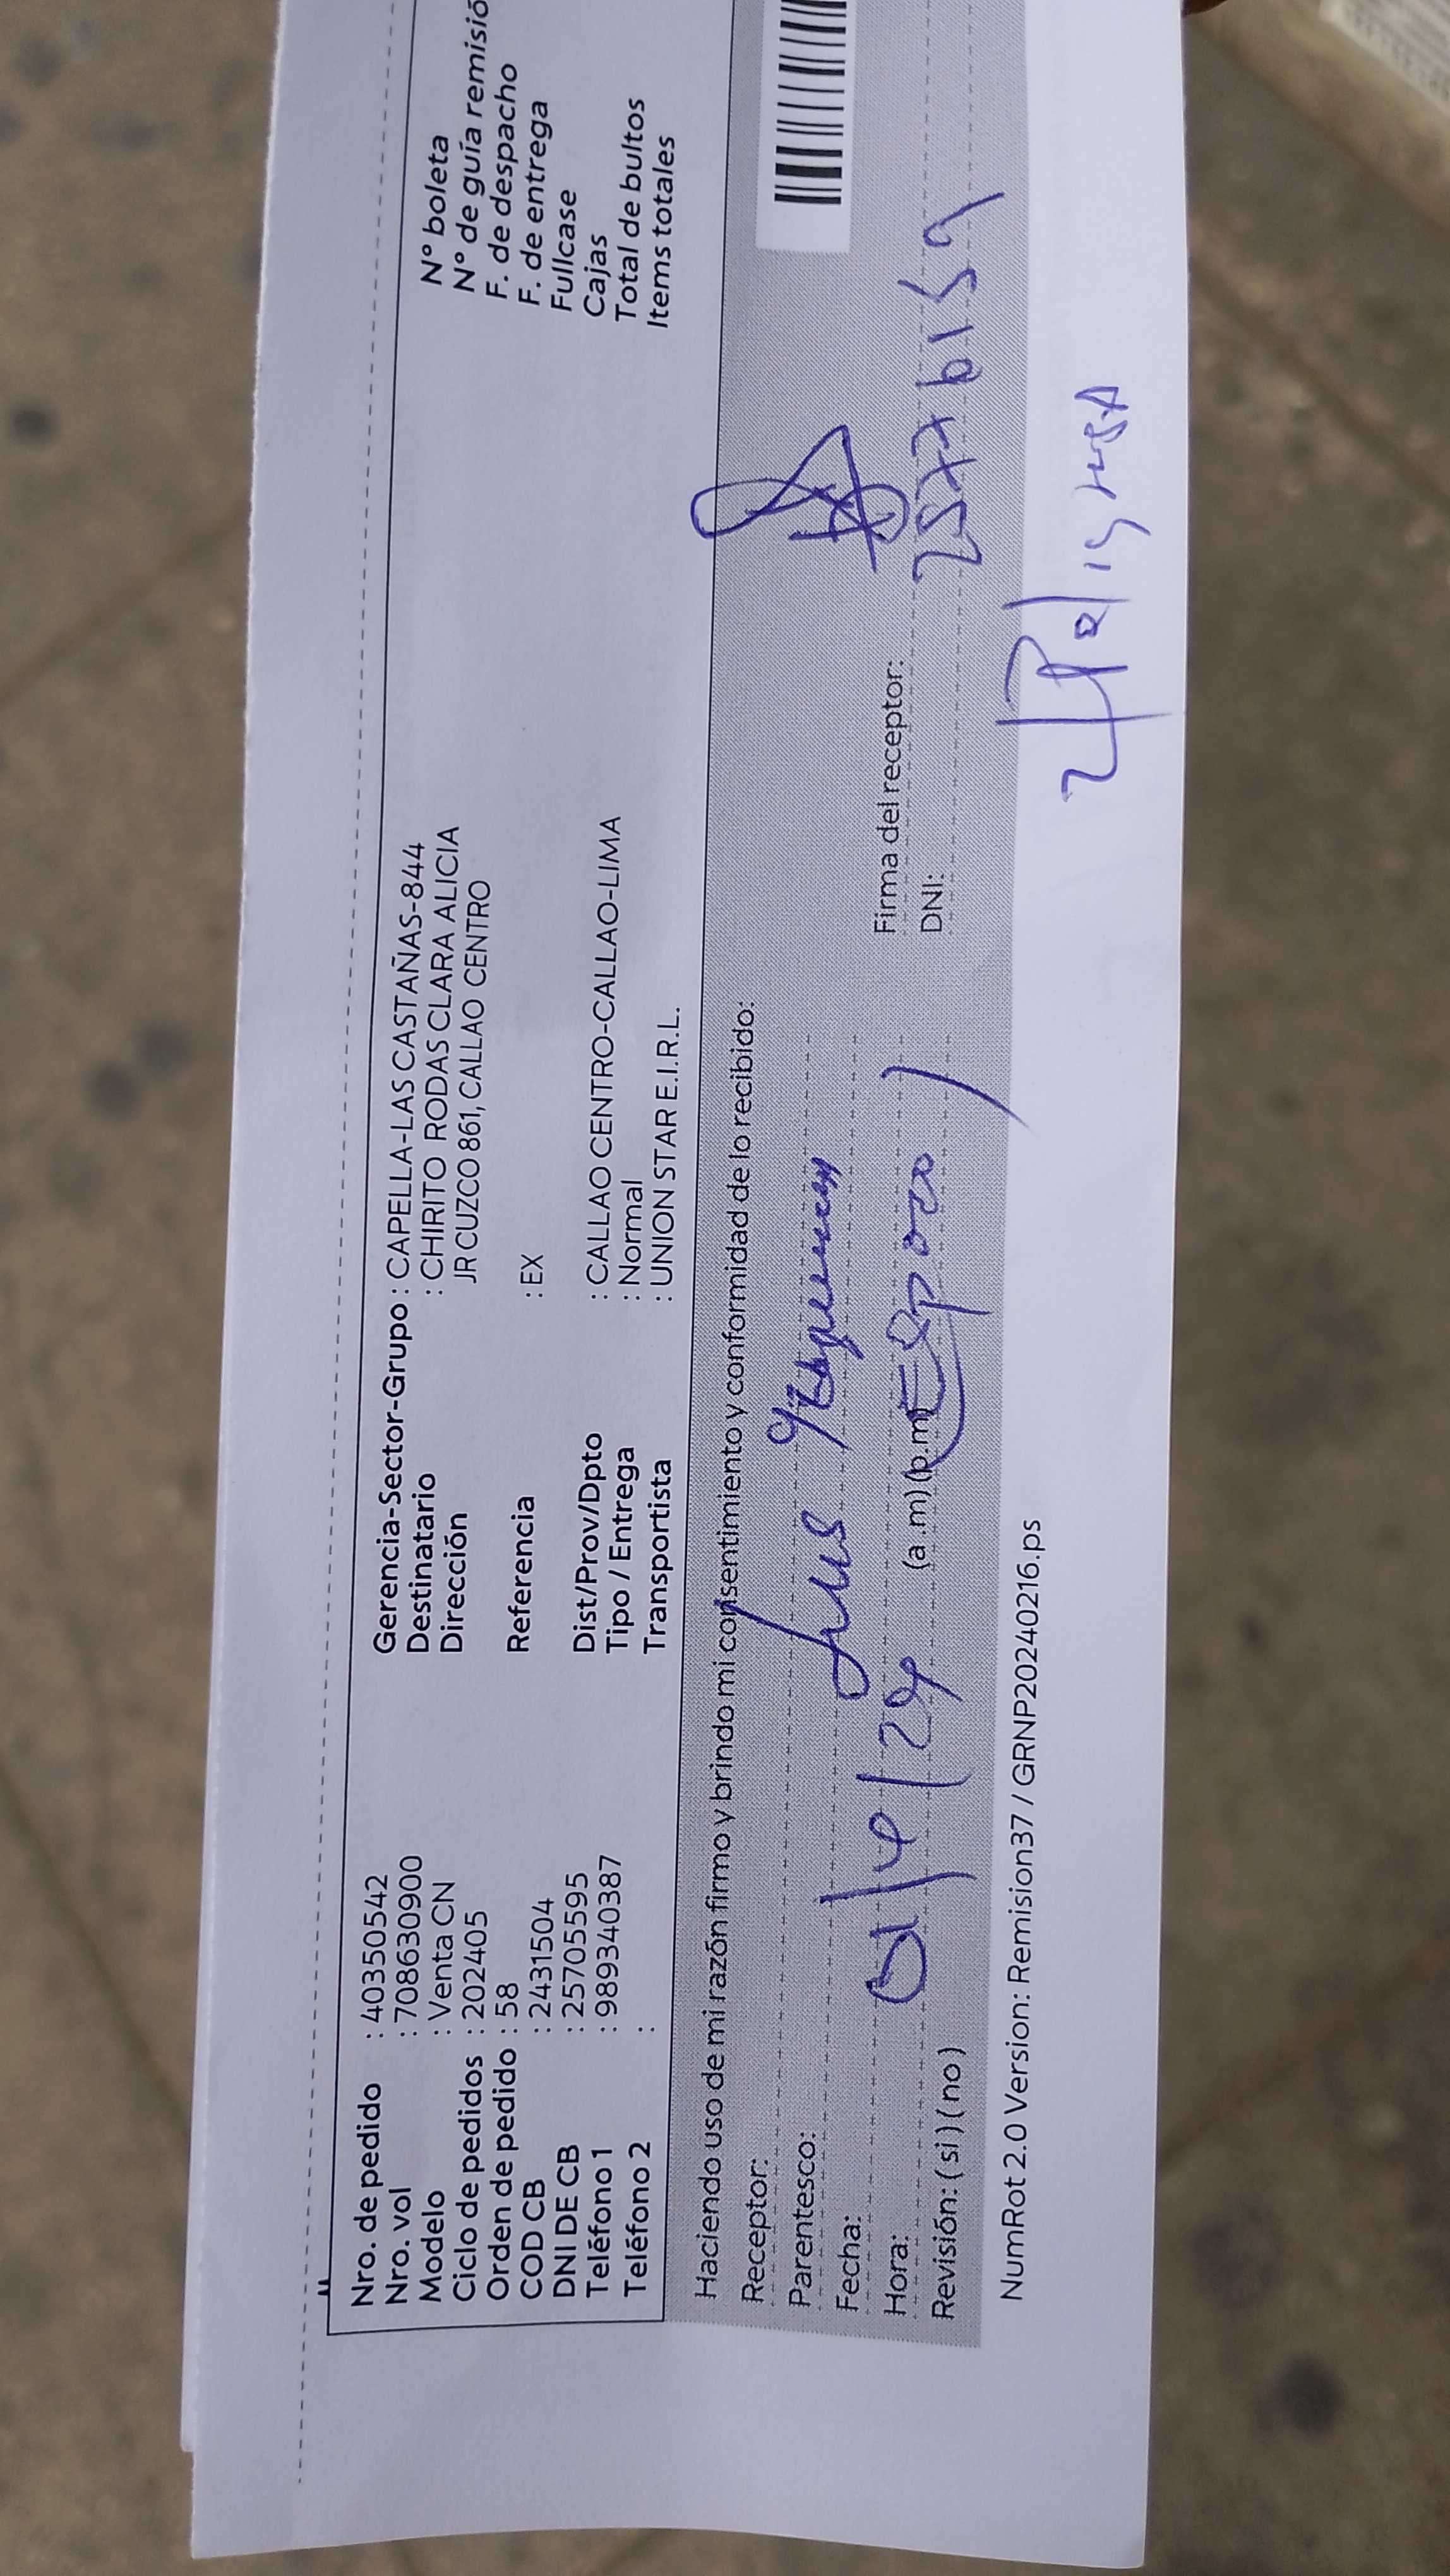 Nro. de pedido : 40350542
Nro. vol : 708630900
Modelo : Venta CN
Ciclo de pedidos : 202405
Orden de pedido : 58
COD CB : 2431504
DNI DE CB : 25705595
Teléfono 1 : 989340387
Teléfono 2 :
Gerencia-Sector-Grupo : CAPELLA-LAS CASTAÑAS-844
Destinatario : CHIRITO RODAS CLARA ALICIA
Dirección JR CUZCO 861, CALLAO CENTRO
Referencia : EX
Dist/Prov/Dpto : CALLAO CENTRO-CALLAO-LIMA
Tipo / Entrega : Normal
Transportista : UNION STAR E.I.R.L.
N° boleta
N° de guía remisió
F. de despacho
F. de entrega
Fullcase
Cajas
Total de bultos
Items totales
Haciendo uso de mi razón firmo y brindo mi consentimiento y conformidad de lo recibido:
Receptor: Luis
Parentesco:
Fecha:
Hora: (a .m) (p.m) Esposo
Revisión: ( si ) ( no )
Firma del receptor:
DNI:
NumRot 2.0 Version: Remision37 / GRNP20240216.ps